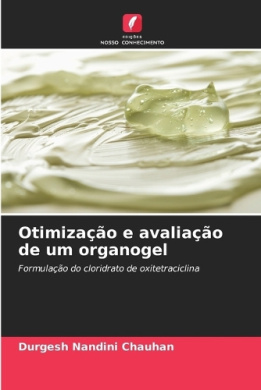 edições
NOSSO CONHECIMENTO
Otimização e avaliação
de um organogel
Formulação do cloridrato de oxitetraciclina
Durgesh Nandini Chauhan